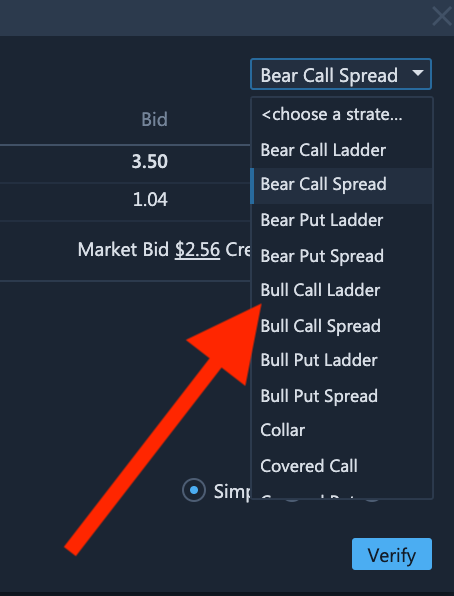 Bear Call Spread
Bid
<choose a strate...
Bear Call Ladder
3.50
Bear Call Spread
1.04
Bear Put Ladder
Market Bid $2.56 Cre
Bear Put Spread
Bull Call Ladder
Bull Call Spread
Bull Put Ladder
Bull Put Spread
Collar
Covered Call
Simp
Verify